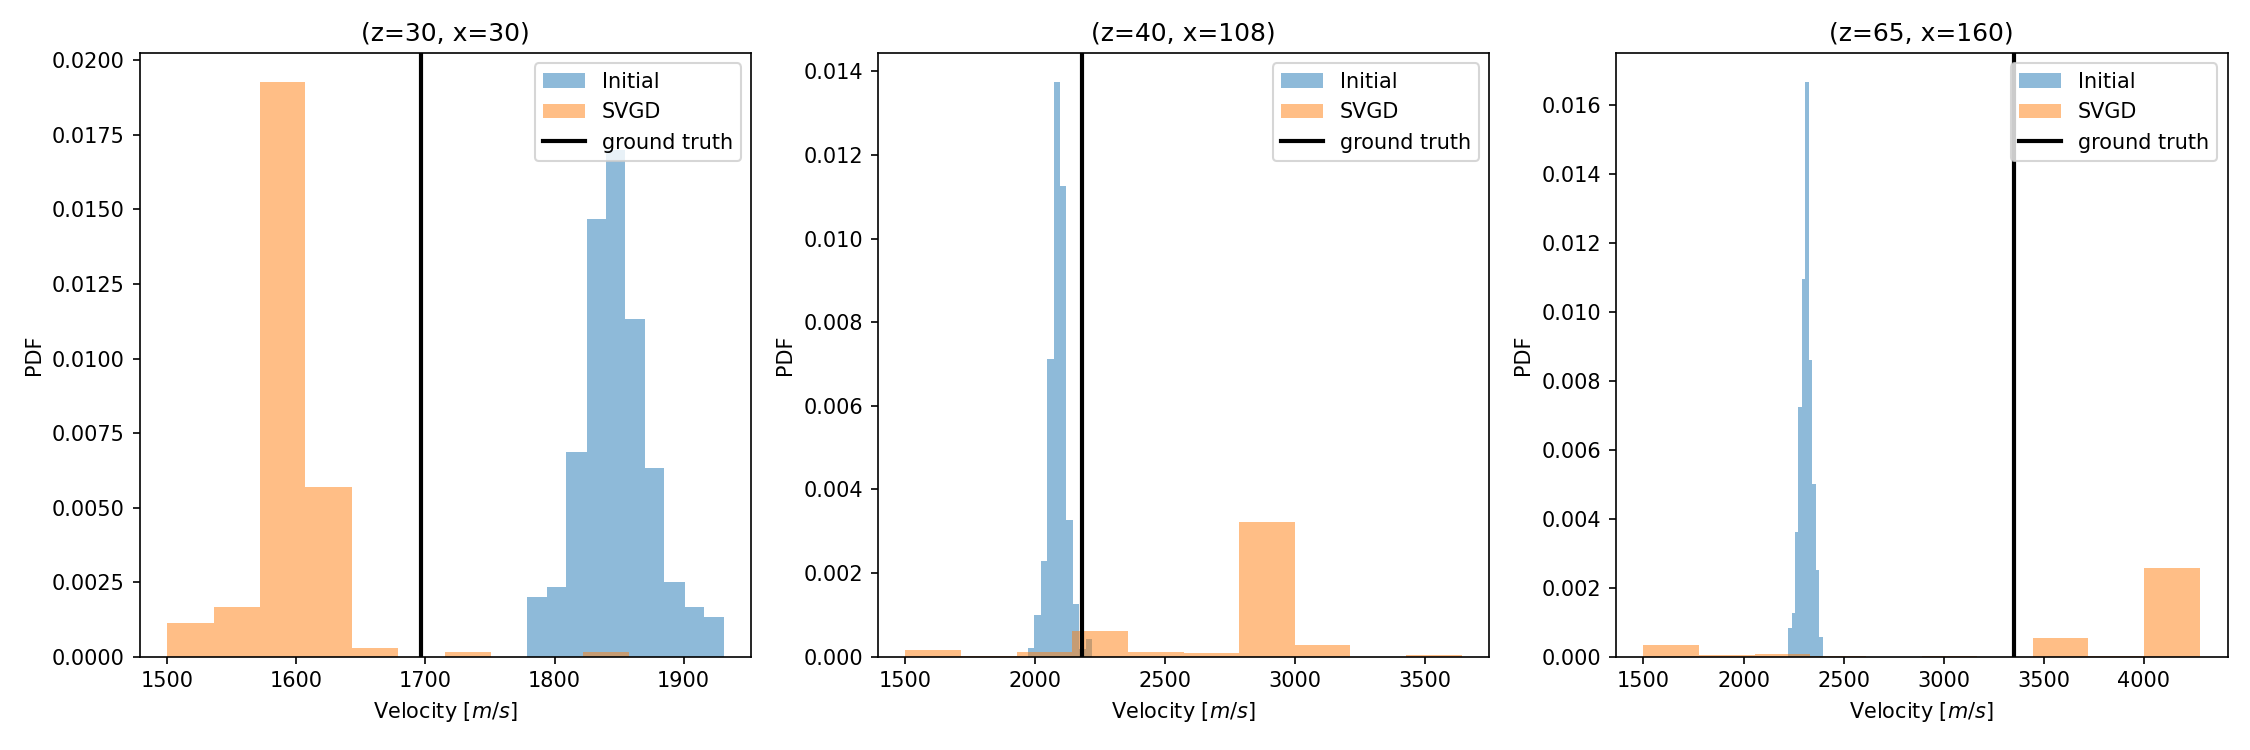 (z=30, x=30)
PDF
0.0200
0.0175
0.0150
0.0125
0.0100
0.0075
0.0050
0.0025
0.0000
1500 1600 1700 1800 1900
Velocity [m/s]
Initial
SVGD
ground truth
(z=40, x=108)
PDF
0.014
0.012
0.010
0.008
0.006
0.004
0.002
0.000
1500 2000 2500 3000 3500
Velocity [m/s]
Initial
SVGD
ground truth
(z=65, x=160)
PDF
0.016
0.014
0.012
0.010
0.008
0.006
0.004
0.002
0.000
1500 2000 2500 3000 3500 4000
Velocity [m/s]
Initial
SVGD
ground truth